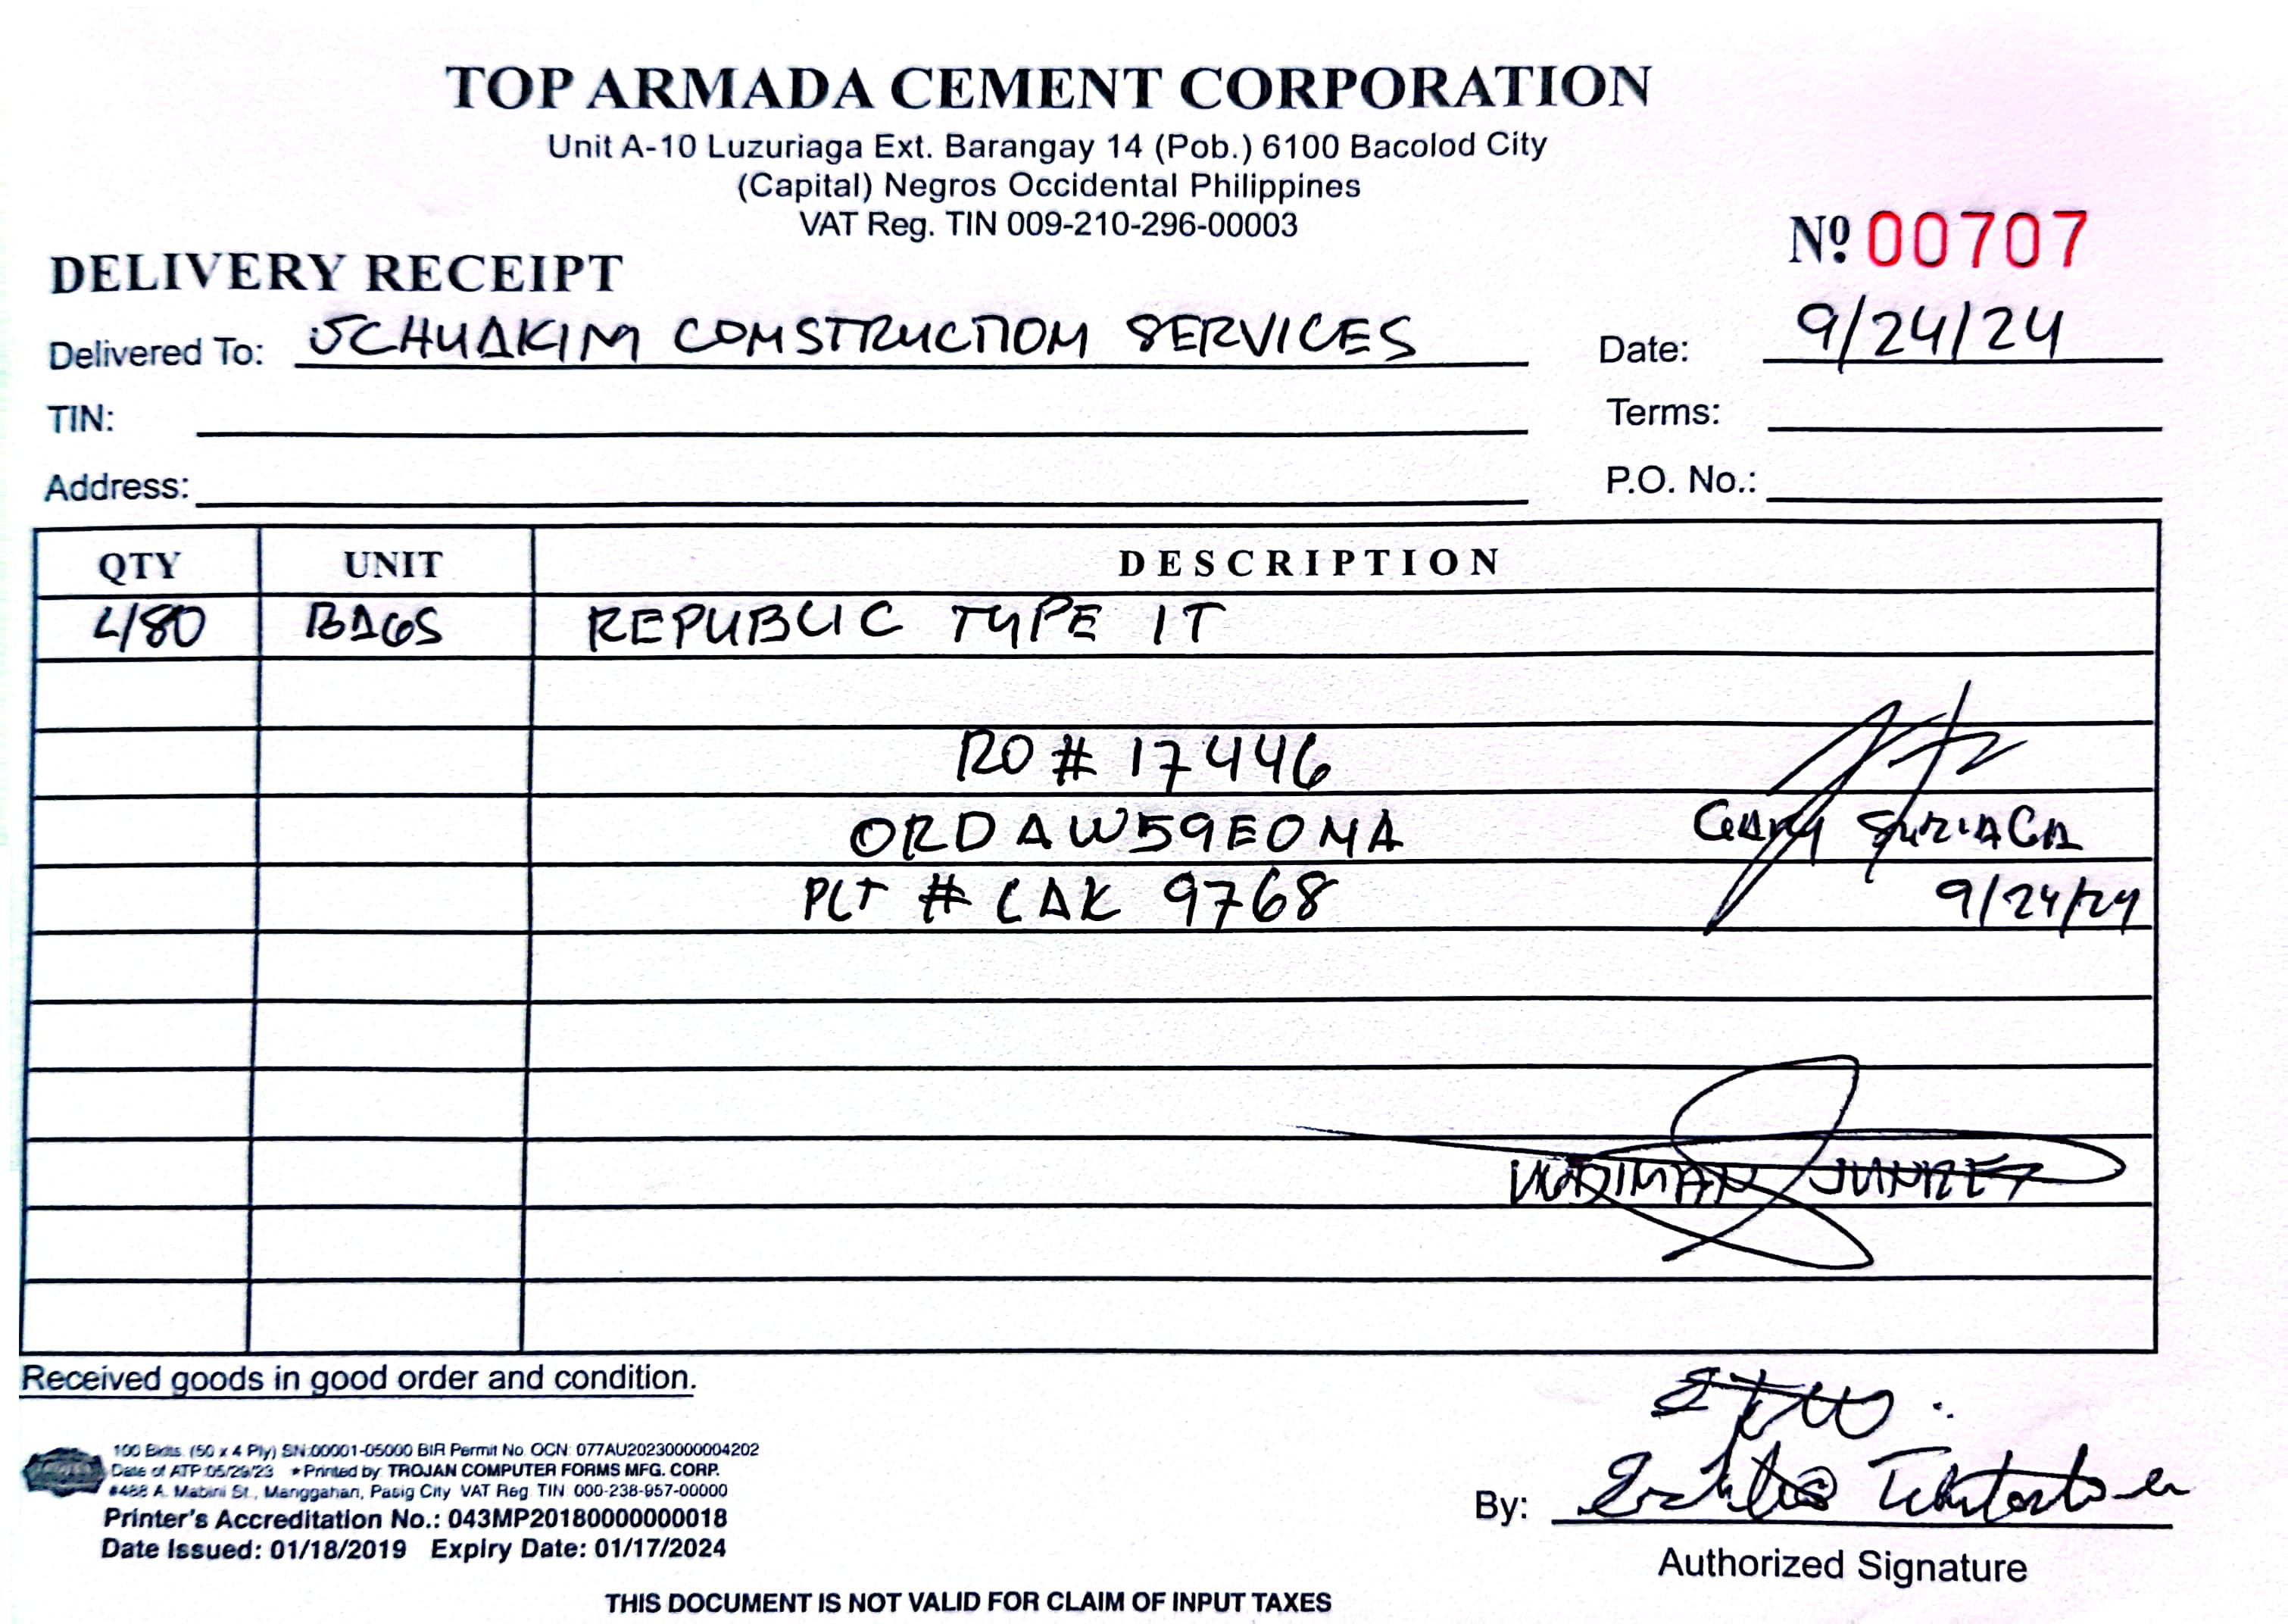 TOP ARMADA CEMENT CORPORATION
Unit A-10 Luzuriaga Ext. Barangay 14 (Pob.) 6100 Bacolod City
(Capital) Negros Occidental Philippines
VAT Reg. TIN 009-210-296-00003
Nº 00707
DELIVERY RECEIPT
Delivered To: JCHUAKIM CONSTRUCTION SERVICES
Date: 9/24/24
TIN:
Terms:
Address:
P.O. No.:
QTY UNIT DESCRIPTION
480 BAGS REPUBLIC TYPE 1T
RO # 17446
ORDAW59EOMA
PLT # CAK 9768
9/24/24
Received goods in good order and condition.
100 Bklts. (50 x 4 Ply) SN:00001-05000 BIR Permit No. OCN: 077AU20230000004202
Date of ATP:05/29/23 * Printed by: TROJAN COMPUTER FORMS MFG. CORP.
#488 A. Mabini St., Manggahan, Pasig City VAT Reg TIN 000-238-957-00000
Printer's Accreditation No.: 043MP20180000000018
Date Issued: 01/18/2019 Expiry Date: 01/17/2024
By:
Authorized Signature
THIS DOCUMENT IS NOT VALID FOR CLAIM OF INPUT TAXES